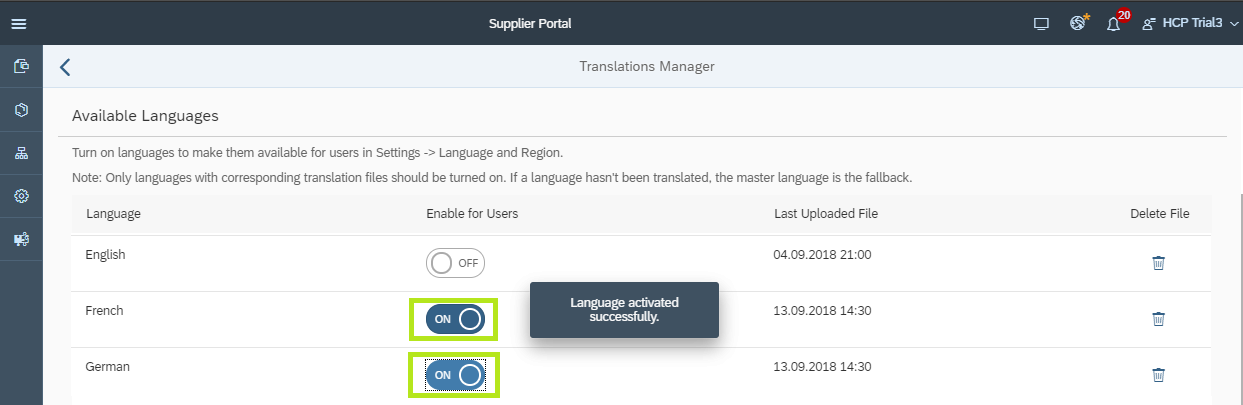 Supplier Portal
20
HCP Trial3
Translations Manager
Available Languages
Turn on languages to make them available for users in Settings -> Language and Region.
Note: Only languages with corresponding translation files should be turned on. If a language hasn't been translated, the master language is the fallback.
Language Enable for Users Last Uploaded File Delete File
English OFF 04.09.2018 21:00
French ON 13.09.2018 14:30
Language activated
successfully.
German ON 13.09.2018 14:30